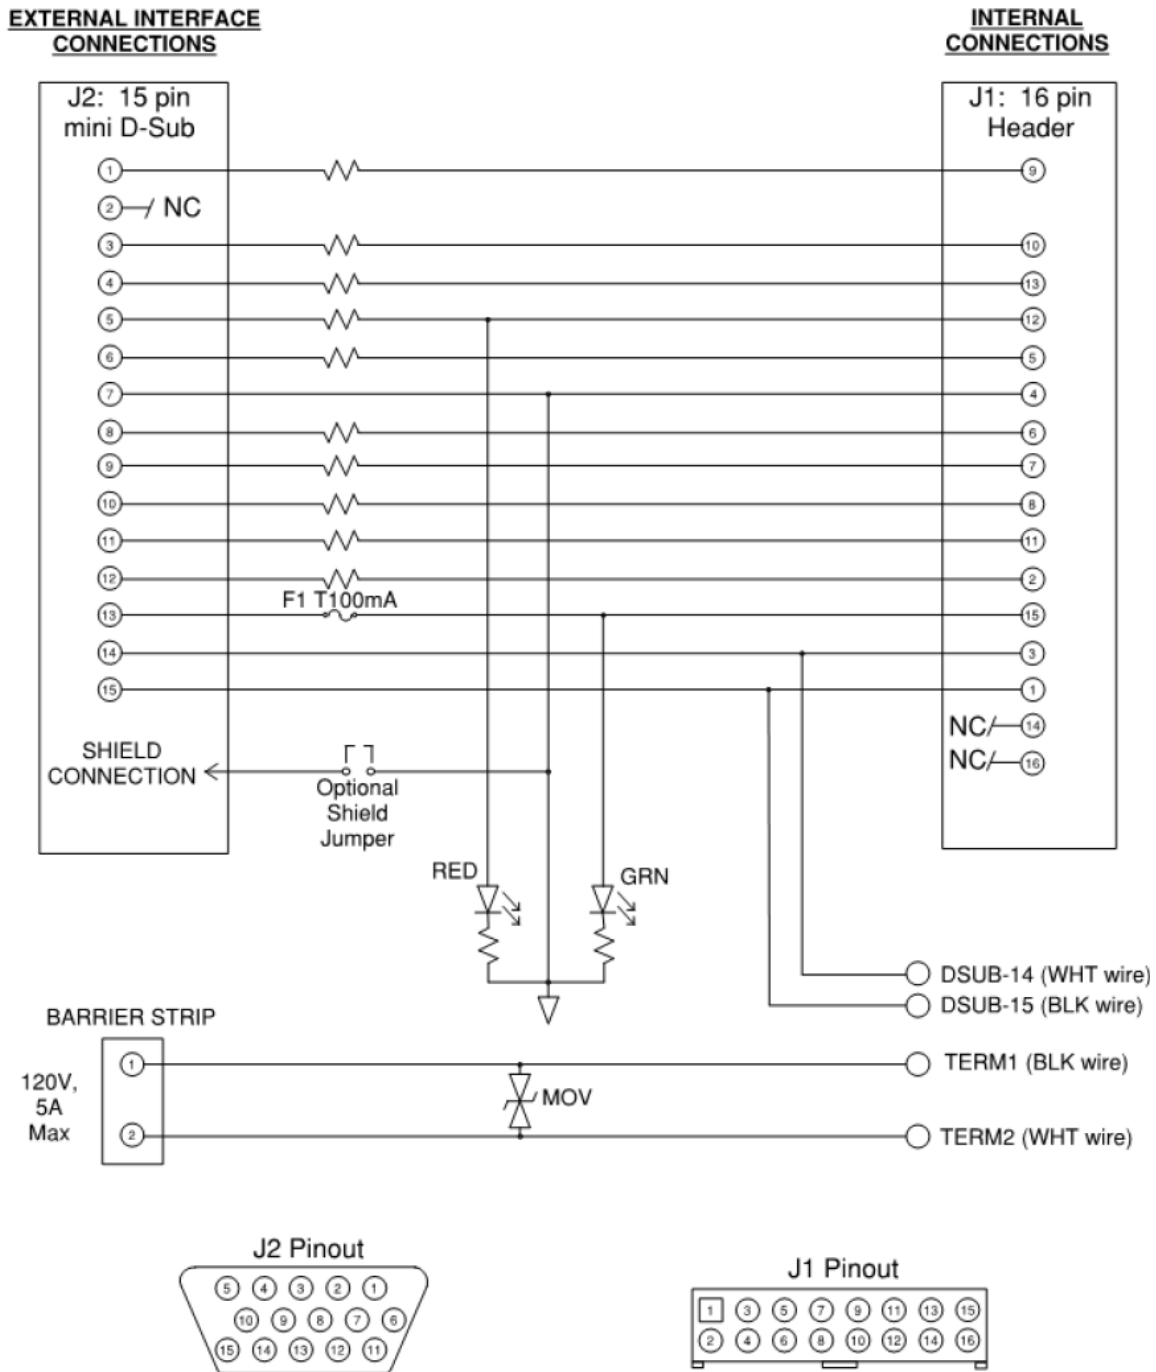 EXTERNAL INTERFACE
CONNECTIONS
INTERNAL
CONNECTIONS
J2: 15 pin
mini D-Sub
J1: 16 pin
Header
1 9
2 NC
3 10
4 13
5 12
6 5
7 4
8 6
9 7
10 8
11 11
12 2
F1 T100mA
13 15
14 3
15 1
NC 14
NC 16
SHIELD
CONNECTION
Optional
Shield
Jumper
RED
GRN
DSUB-14 (WHT wire)
DSUB-15 (BLK wire)
BARRIER STRIP
1
2
120V,
5A
Max
MOV
TERM1 (BLK wire)
TERM2 (WHT wire)
J2 Pinout
5 4 3 2 1
10 9 8 7 6
15 14 13 12 11
J1 Pinout
1 3 5 7 9 11 13 15
2 4 6 8 10 12 14 16